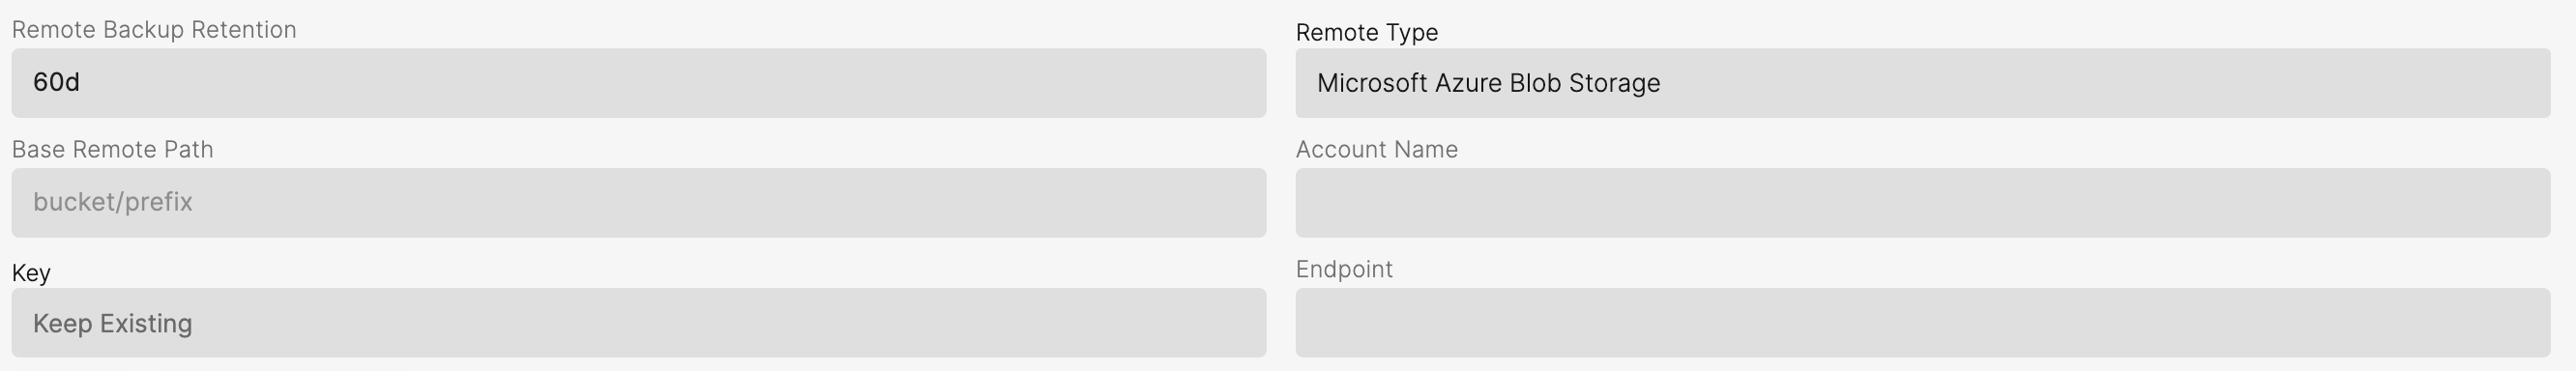 Remote Backup Retention
Remote Type
60d
Microsoft Azure Blob Storage
Base Remote Path
Account Name
bucket/prefix
Key
Endpoint
Keep Existing